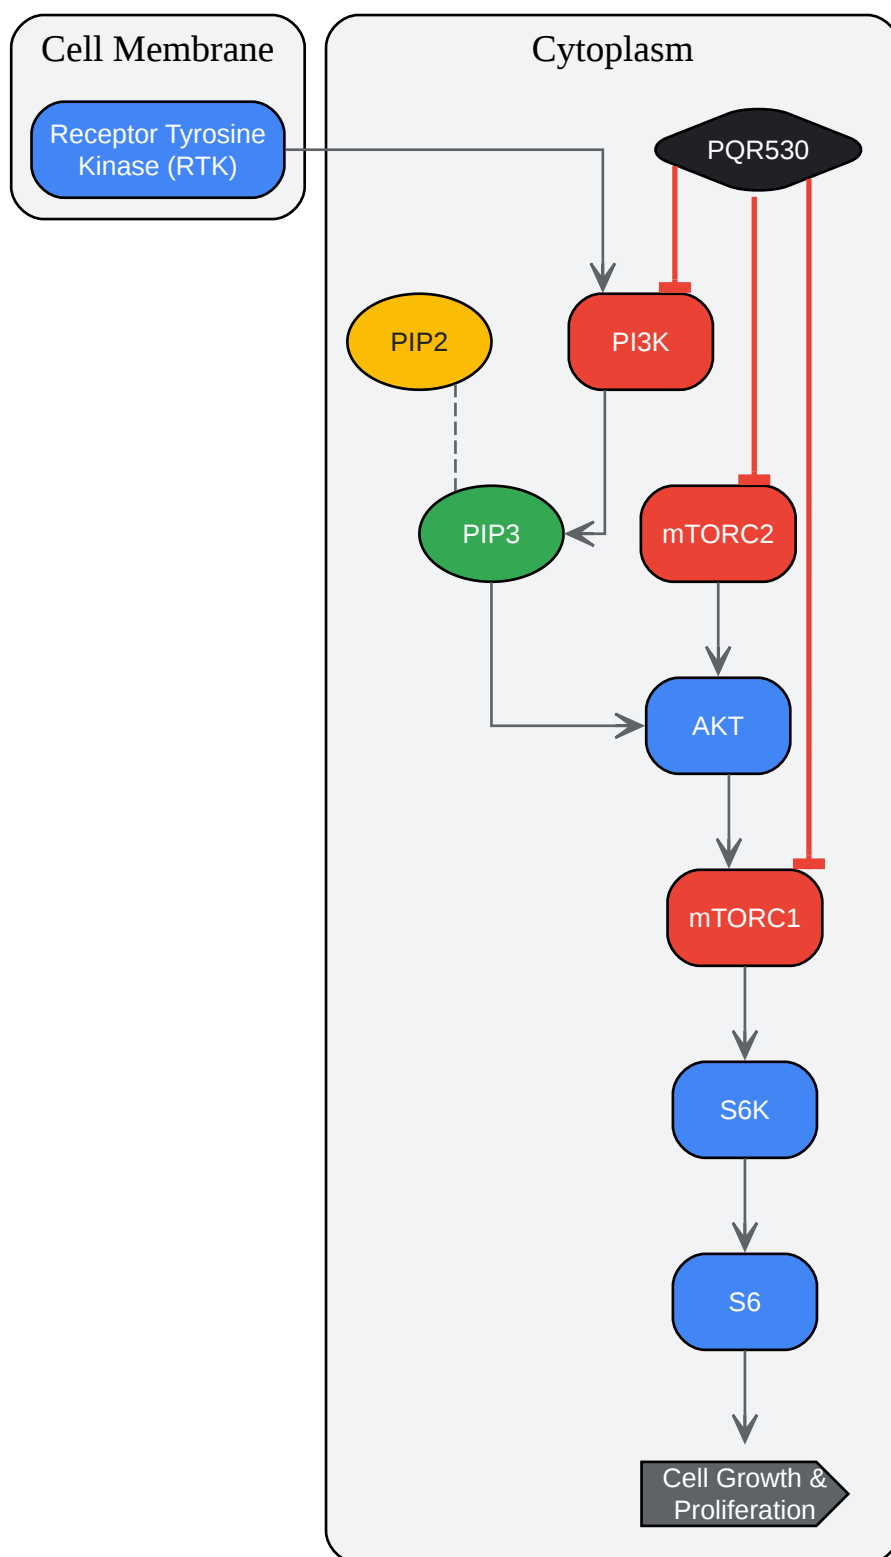 Cell Membrane
Cytoplasm
Receptor Tyrosine
Kinase (RTK)
PQR530
PIP2
PI3K
PIP3
mTORC2
AKT
mTORC1
S6K
S6
Cell Growth &
Proliferation